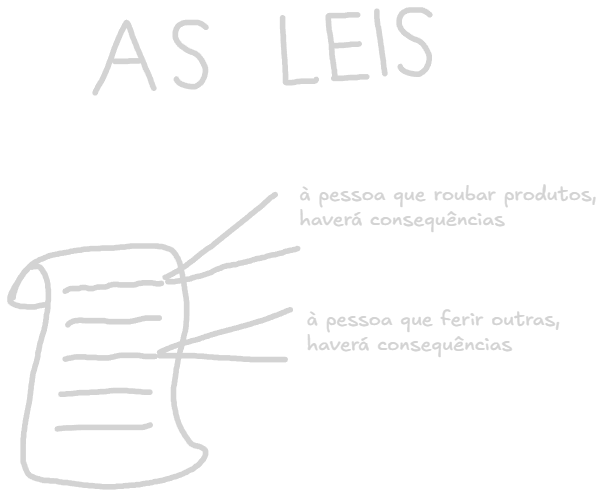 AS LEIS
à pessoa que roubar produtos,
haverá consequências
à pessoa que ferir outras,
haverá consequências